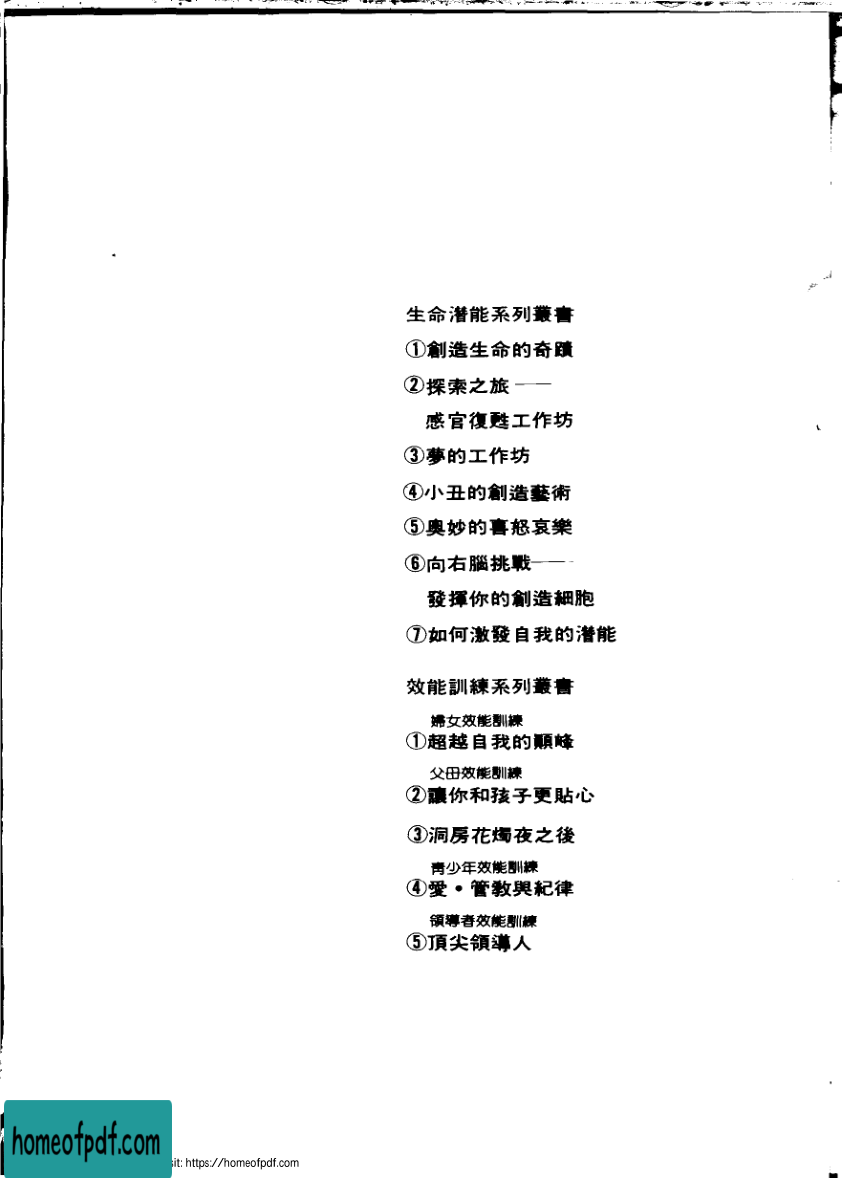 生命潛能系列叢書
①創造生命的奇蹟
②探索之旅——
感官復甦工作坊
③夢的工作坊
④小丑的創造藝術
⑤奧妙的喜怒哀樂
⑥向右腦挑戰——
發揮你的創造細胞
⑦如何激發自我的潛能
效能訓練系列叢書
婦女效能訓練
①超越自我的顚峰
父母效能訓練
②讓你和孩子更貼心
③洞房花燭夜之後
青少年效能訓練
④愛•管教與紀律
領導者效能訓練
⑤頂尖領導人
homeofpdf.com
sit: https://homeofpdf.com